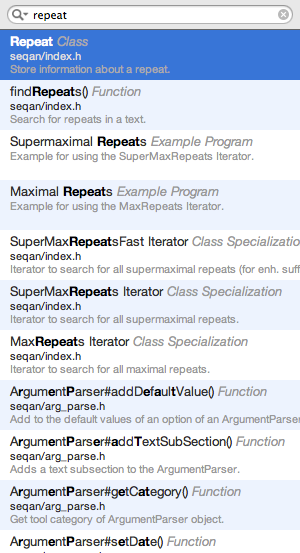 repeat
Repeat Class
seqan/index.h
Store information about a repeat.
findRepeats() Function
seqan/index.h
Search for repeats in a text.
Supermaximal Repeats Example Program
Example for using the SuperMaxRepeats Iterator.
Maximal Repeats Example Program
Example for using the MaxRepeats Iterator.
SuperMaxRepeatsFast Iterator Class Specialization
seqan/index.h
Iterator to search for all supermaximal repeats (for enh. suff
SuperMaxRepeats Iterator Class Specialization
seqan/index.h
Iterator to search for all supermaximal repeats.
MaxRepeats Iterator Class Specialization
seqan/index.h
Iterator to search for all maximal repeats.
ArgumentParser#addDefaultValue() Function
seqan/arg_parse.h
Add to the default values of an option of an ArgumentParser
ArgumentParser#addTextSubSection() Function
seqan/arg_parse.h
Adds a text subsection to the ArgumentParser.
ArgumentParser#getCategory() Function
seqan/arg_parse.h
Get tool category of ArgumentParser object.
ArgumentParser#setDate() Function
seqan/arg_parse.h